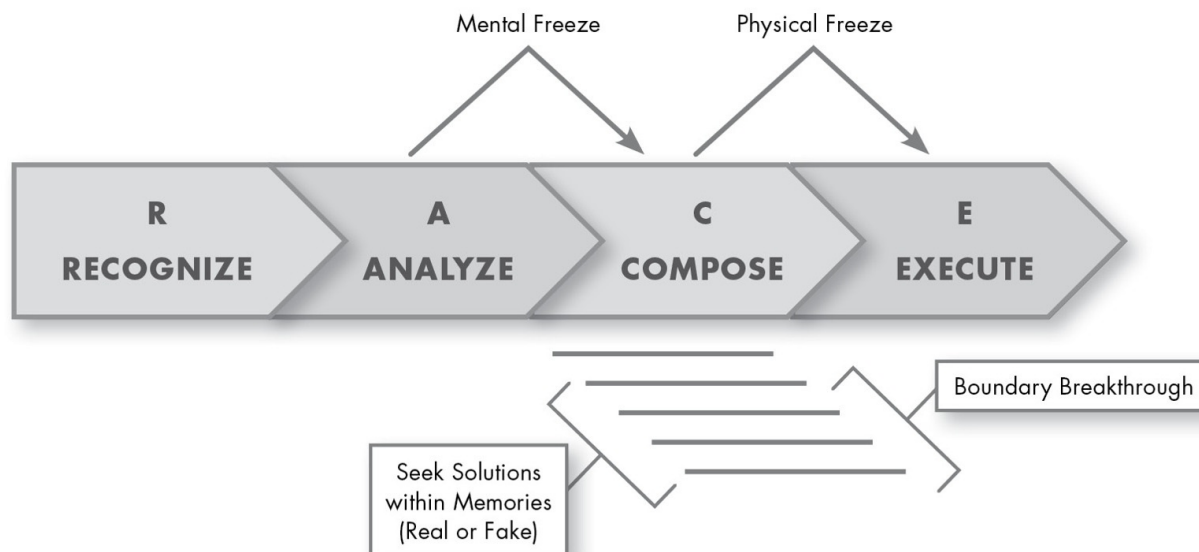 Mental Freeze
Physical Freeze
R
RECOGNIZE
A
ANALYZE
C
COMPOSE
E
EXECUTE
Boundary Breakthrough
Seek Solutions
within Memories
(Real or Fake)